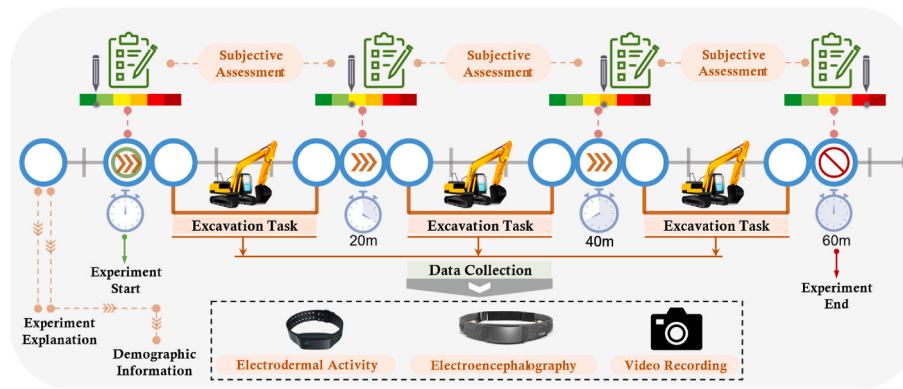 Subjective
Assessment
Subjective
Assessment
Subjective
Assessment
Excavation Task
20m
Excavation Task
40m
Excavation Task
60m
Experiment
Start
Data Collection
Experiment
End
Experiment
Explanation
Demographic
Information
Electrodermal Activity
Electroencephalography
Video Recording